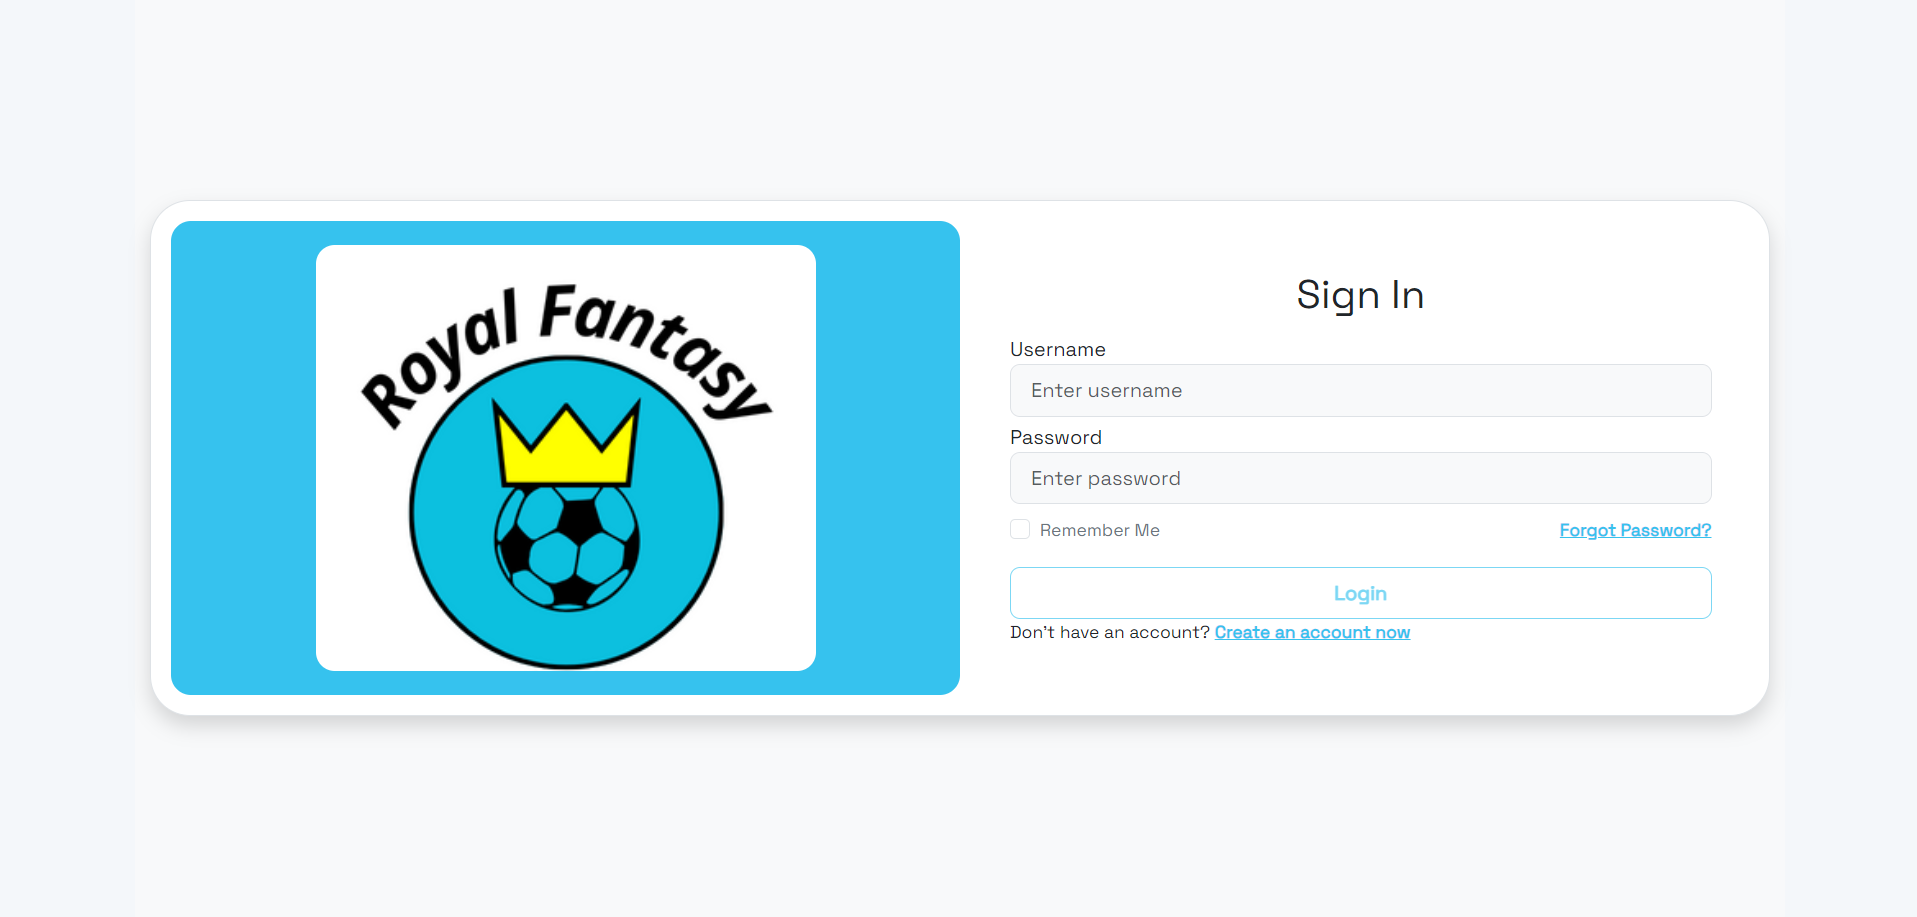 Royal Fantasy
Sign In
Username
Enter username
Password
Enter password
Remember Me
Forgot Password?
Login
Don't have an account? Create an account now